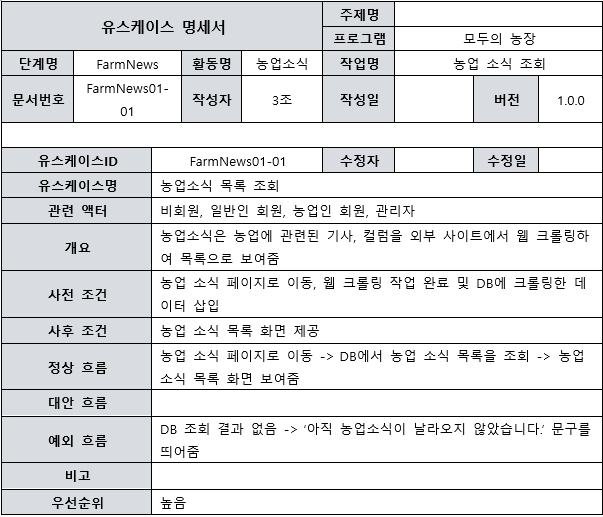 유스케이스 명세서
주제명
프로그램 모두의 농장
단계명 FarmNews 활동명 농업소식 작업명 농업 소식 조회
문서번호 FarmNews01-
01 작성자 3조 작성일 버전 1.0.0
유스케이스ID FarmNews01-01 수정자 수정일
유스케이스명 농업소식 목록 조회
관련 액터 비회원, 일반인 회원, 농업인 회원, 관리자
개요 농업소식은 농업에 관련된 기사, 컬럼을 외부 사이트에서 웹 크롤링하
여 목록으로 보여줌
사전 조건 농업 소식 페이지로 이동, 웹 크롤링 작업 완료 및 DB에 크롤링한 데
이터 삽입
사후 조건 농업 소식 목록 화면 제공
정상 흐름 농업 소식 페이지로 이동 -> DB에서 농업 소식 목록을 조회 -> 농업
소식 목록 화면 보여줌
대안 흐름
예외 흐름 DB 조회 결과 없음 -> ‘아직 농업소식이 날라오지 않았습니다.’ 문구를
띄어줌
비고
우선순위 높음